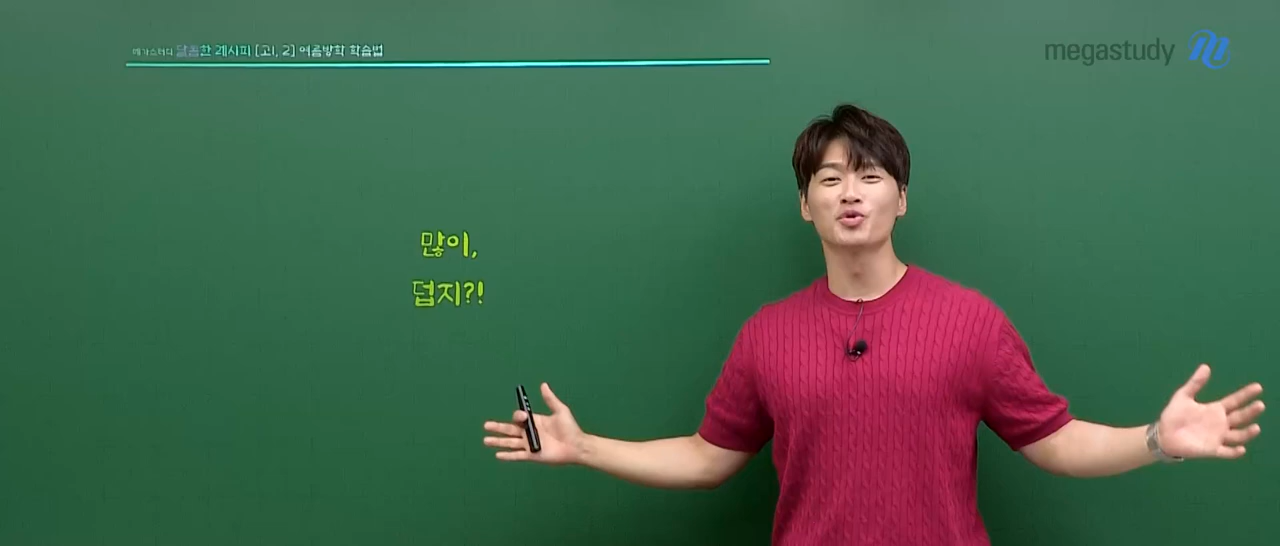 메가스터디 달콤한 레시피 [고1, 2] 여름방학 학습법
megastudy
많이,
덥지?!